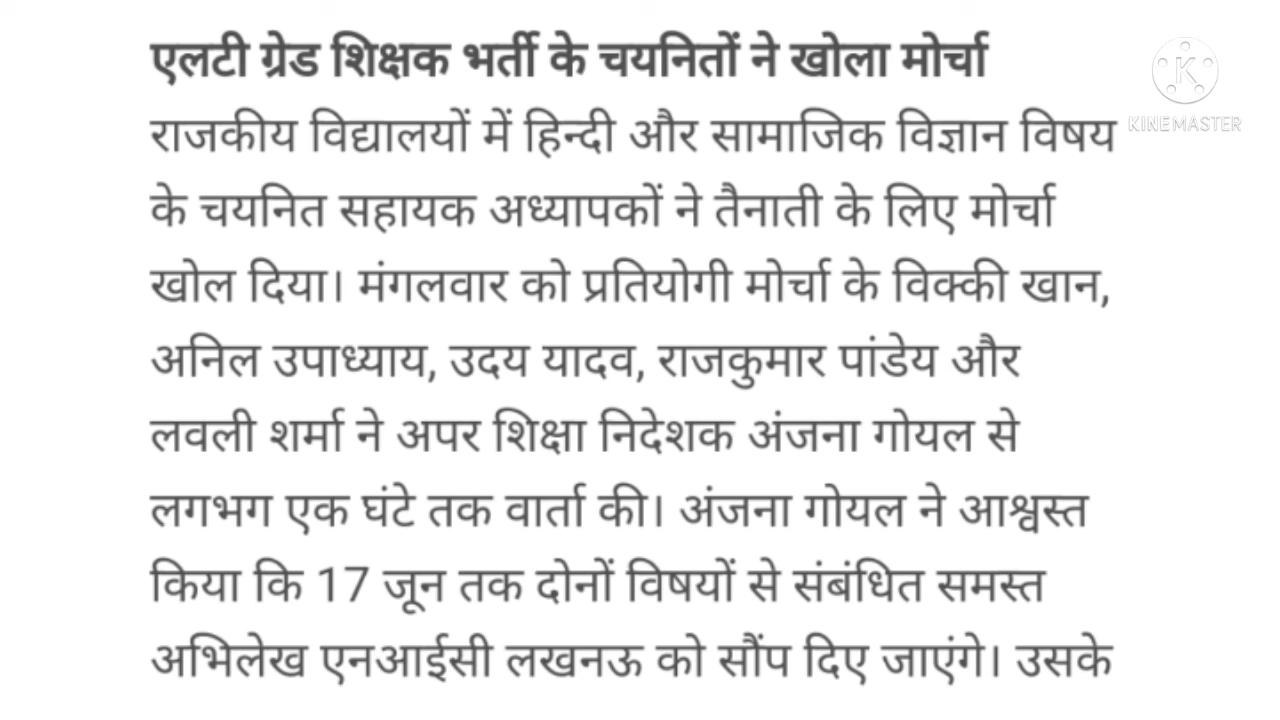 एलटी ग्रेड शिक्षक भर्ती के चयनितों ने खोला मोर्चा
राजकीय विद्यालयों में हिन्दी और सामाजिक विज्ञान विषय
के चयनित सहायक अध्यापकों ने तैनाती के लिए मोर्चा
खोल दिया। मंगलवार को प्रतियोगी मोर्चा के विक्की खान,
अनिल उपाध्याय, उदय यादव, राजकुमार पांडेय और
लवली शर्मा ने अपर शिक्षा निदेशक अंजना गोयल से
लगभग एक घंटे तक वार्ता की। अंजना गोयल ने आश्वस्त
किया कि 17 जून तक दोनों विषयों से संबंधित समस्त
अभिलेख एनआईसी लखनऊ को सौंप दिए जाएंगे। उसके
K
KINEMASTER